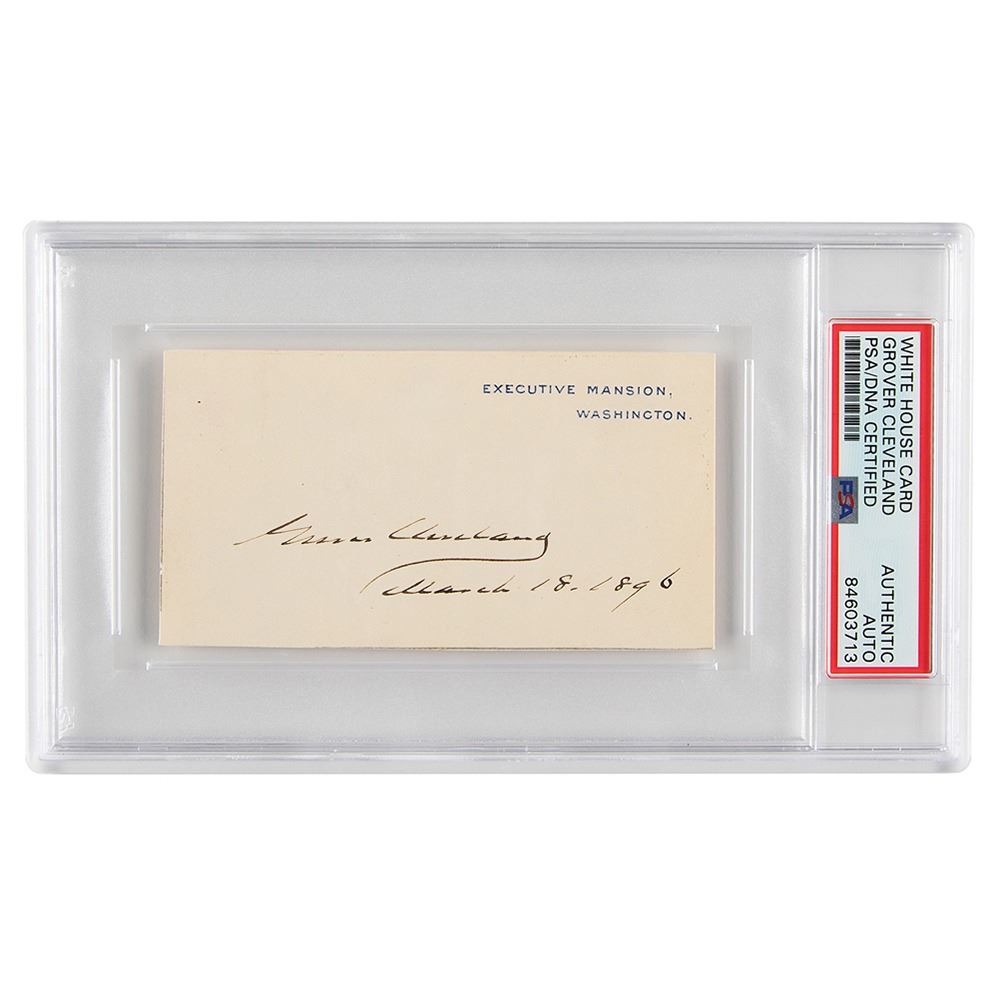 EXECUTIVE MANSION,
WASHINGTON.
Grover Cleveland
March 18. 1896
WHITE HOUSE CARD
GROVER CLEVELAND
PSA/DNA CERTIFIED
PSA
AUTHENTIC
AUTO
84603713